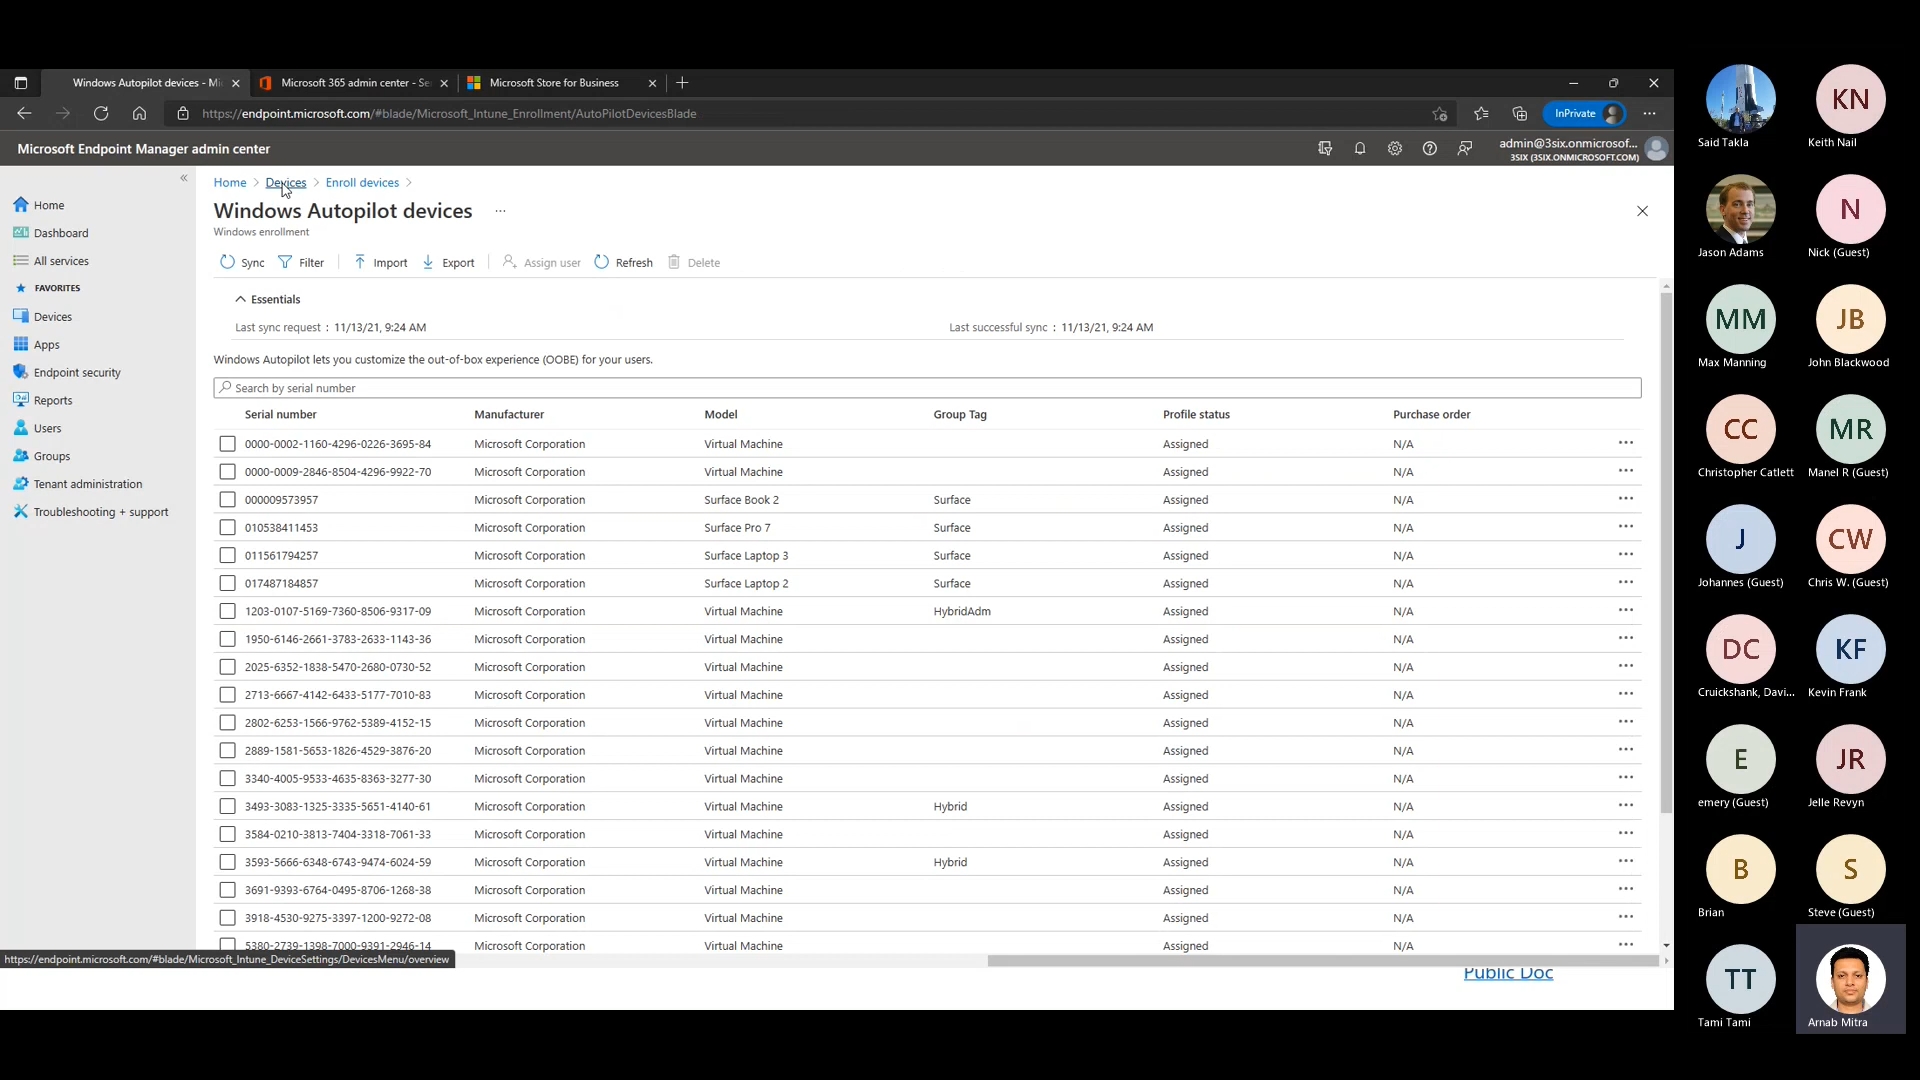 Windows Autopilot devices - Mi
Microsoft 365 admin center - Se
Microsoft Store for Business
https://endpoint.microsoft.com/#blade/Microsoft_Intune_Enrollment/AutoPilotDevicesBlade
InPrivate
Microsoft Endpoint Manager admin center
admin@3six.onmicrosof...
3SIX (3SIX.ONMICROSOFT.COM)
Home
Dashboard
All services
FAVORITES
Devices
Apps
Endpoint security
Reports
Users
Groups
Tenant administration
Troubleshooting + support
Home > Devices > Enroll devices >
Windows Autopilot devices ...
Windows enrollment
Sync Filter Import Export Assign user Refresh Delete
Essentials
Last sync request : 11/13/21, 9:24 AM Last successful sync : 11/13/21, 9:24 AM
Windows Autopilot lets you customize the out-of-box experience (OOBE) for your users.
Search by serial number
Serial number Manufacturer Model Group Tag Profile status Purchase order
0000-0002-1160-4296-0226-3695-84 Microsoft Corporation Virtual Machine Assigned N/A
0000-0009-2846-8504-4296-9922-70 Microsoft Corporation Virtual Machine Assigned N/A
000009573957 Microsoft Corporation Surface Book 2 Surface Assigned N/A
010538411453 Microsoft Corporation Surface Pro 7 Surface Assigned N/A
011561794257 Microsoft Corporation Surface Laptop 3 Surface Assigned N/A
017487184857 Microsoft Corporation Surface Laptop 2 Surface Assigned N/A
1203-0107-5169-7360-8506-9317-09 Microsoft Corporation Virtual Machine HybridAdm Assigned N/A
1950-6146-2661-3783-2633-1143-36 Microsoft Corporation Virtual Machine Assigned N/A
2025-6352-1838-5470-2680-0730-52 Microsoft Corporation Virtual Machine Assigned N/A
2713-6667-4142-6433-5177-7010-83 Microsoft Corporation Virtual Machine Assigned N/A
2802-6253-1566-9762-5389-4152-15 Microsoft Corporation Virtual Machine Assigned N/A
2889-1581-5653-1826-4529-3876-20 Microsoft Corporation Virtual Machine Assigned N/A
3340-4005-9533-4635-8363-3277-30 Microsoft Corporation Virtual Machine Assigned N/A
3493-3083-1325-3335-5651-4140-61 Microsoft Corporation Virtual Machine Hybrid Assigned N/A
3584-0210-3813-7404-3318-7061-33 Microsoft Corporation Virtual Machine Assigned N/A
3593-5666-6348-6743-9474-6024-59 Microsoft Corporation Virtual Machine Hybrid Assigned N/A
3691-9393-6764-0495-8706-1268-38 Microsoft Corporation Virtual Machine Assigned N/A
3918-4530-9275-3397-1200-9272-08 Microsoft Corporation Virtual Machine Assigned N/A
5380-2739-1398-7000-9391-2946-14 Microsoft Corporation Virtual Machine Assigned N/A
https://endpoint.microsoft.com/#blade/Microsoft_Intune_DeviceSettings/DevicesMenu/overview
Public Doc
KN
Said Takla Keith Nail
N
Jason Adams Nick (Guest)
MM JB
Max Manning John Blackwood
CC MR
Christopher Catlett Manel R (Guest)
J CW
Johannes (Guest) Chris W. (Guest)
DC KF
Cruickshank, Davi... Kevin Frank
E JR
emery (Guest) Jelle Revyn
B S
Brian Steve (Guest)
TT
Tami Tami Arnab Mitra